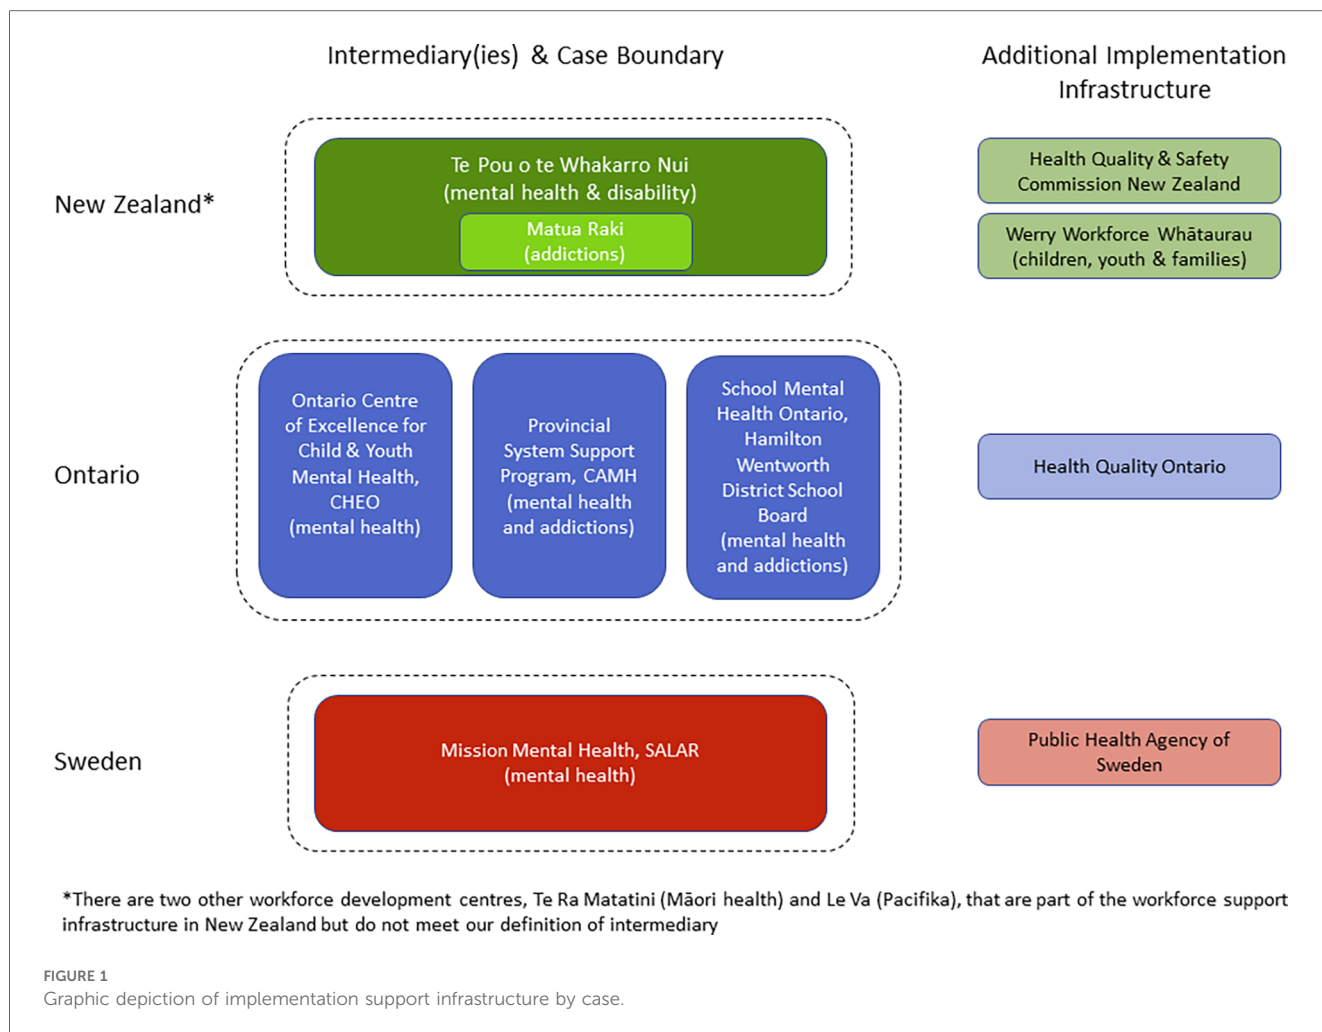 Intermediary(ies) & Case Boundary
Additional Implementation
Infrastructure
New Zealand*
Te Pou o te Whakarro Nui
(mental health & disability)
Matua Raki
(addictions)
Health Quality & Safety
Commission New Zealand
Werry Workforce Whātaurau
(children, youth & families)
Ontario
Ontario Centre
of Excellence for
Child & Youth
Mental Health,
CHEO
(mental health)
Provincial
System Support
Program, CAMH
(mental health
and addictions)
School Mental
Health Ontario,
Hamilton
Wentworth
District School
Board
(mental health
and addictions)
Health Quality Ontario
Sweden
Mission Mental Health, SALAR
(mental health)
Public Health Agency of
Sweden
*There are two other workforce development centres, Te Ra Matatini (Māori health) and Le Va (Pacifika), that are part of the workforce support
infrastructure in New Zealand but do not meet our definition of intermediary
FIGURE 1
Graphic depiction of implementation support infrastructure by case.